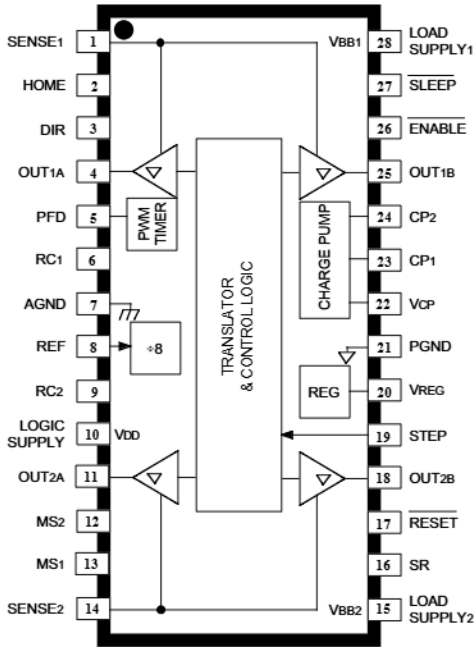 SENSE1 1 VBB1 28 LOAD SUPPLY1
HOME 2 27 SLEEP
DIR 3 26 ENABLE
OUT1A 4 25 OUT1B
PFD 5 PWM TIMER 24 CP2
RC1 6 CHARGE PUMP 23 CP1
AGND 7 22 VCP
TRANSLATOR & CONTROL LOGIC
REF 8 ÷8 21 PGND
RC2 9 REG 20 VREG
LOGIC SUPPLY 10 VDD 19 STEP
OUT2A 11 18 OUT2B
MS2 12 17 RESET
MS1 13 16 SR
SENSE2 14 VBB2 15 LOAD SUPPLY2